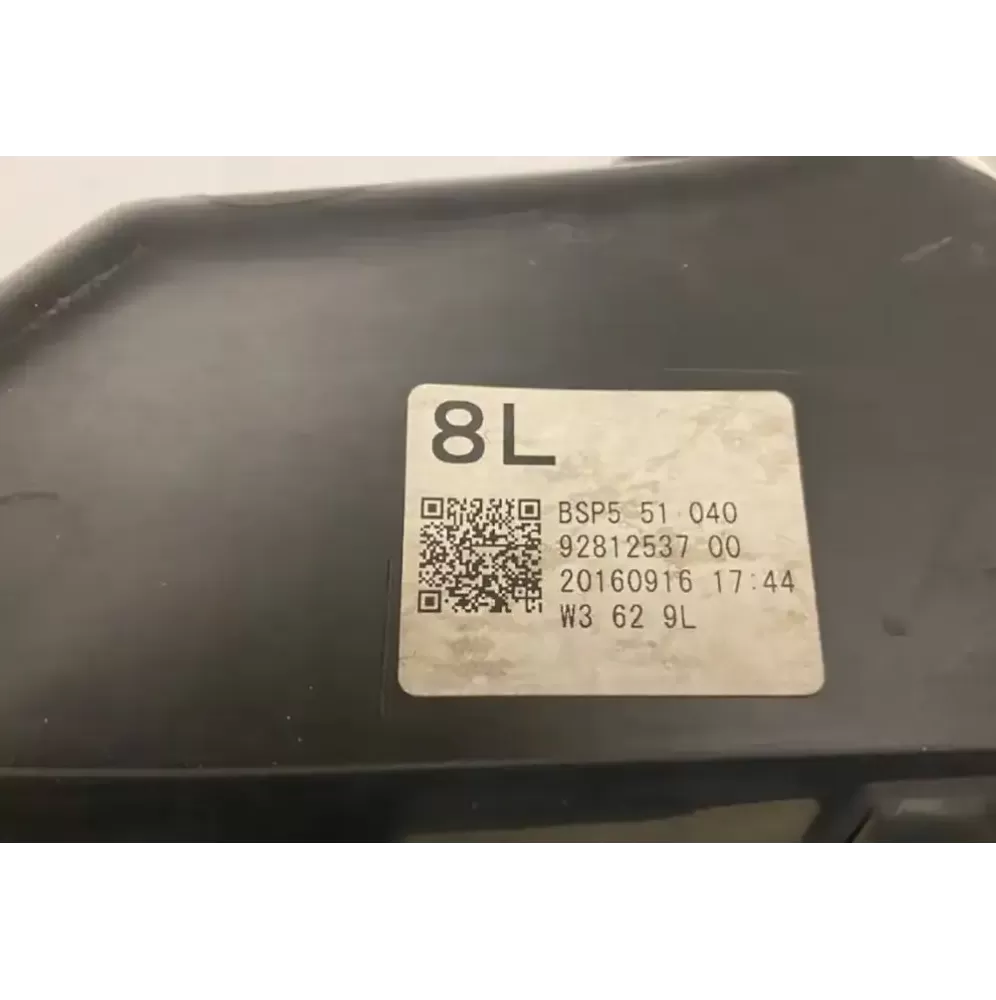 8L
BSP5 51 040
92812537 00
20160916 17:44
W3 62 9L